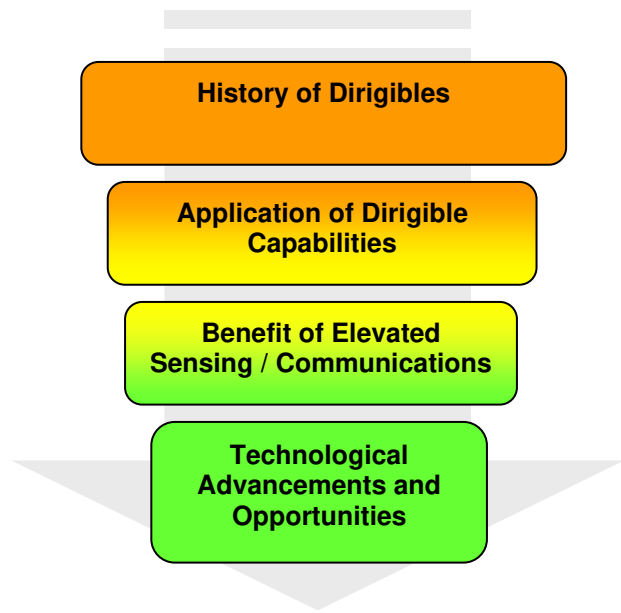 History of Dirigibles
Application of Dirigible
Capabilities
Benefit of Elevated
Sensing / Communications
Technological
Advancements and
Opportunities